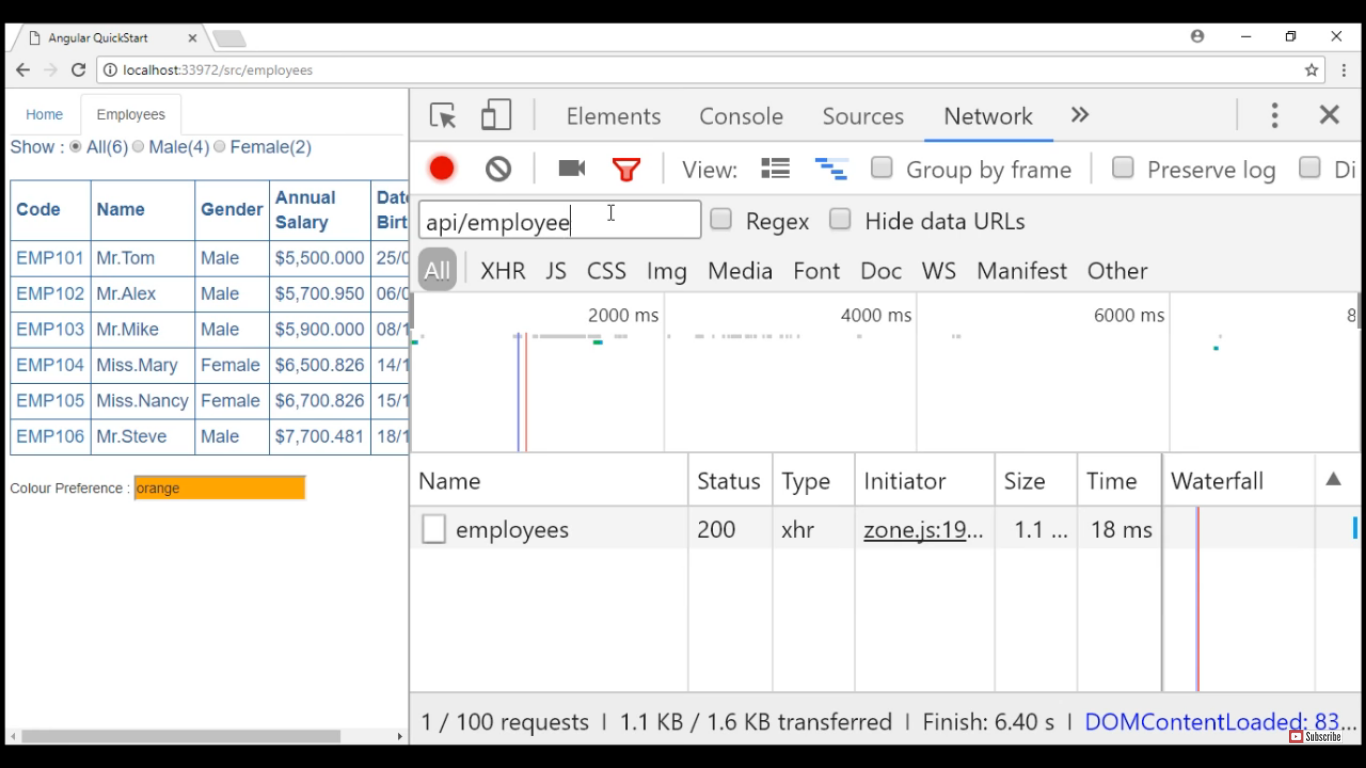 Angular QuickStart
localhost:33972/src/employees
Home Employees
Show : All(6) Male(4) Female(2)
Code Name Gender Annual Salary
EMP101 Mr.Tom Male $5,500.000 25/0
EMP102 Mr.Alex Male $5,700.950 06/0
EMP103 Mr.Mike Male $5,900.000 08/1
EMP104 Miss.Mary Female $6,500.826 14/1
EMP105 Miss.Nancy Female $6,700.826 15/1
EMP106 Mr.Steve Male $7,700.481 18/1
Colour Preference : orange
Elements Console Sources Network
View: Group by frame Preserve log Di
api/employee Regex Hide data URLs
All XHR JS CSS Img Media Font Doc WS Manifest Other
2000 ms 4000 ms 6000 ms 8
Name Status Type Initiator Size Time Waterfall
employees 200 xhr zone.js:19... 1.1 ... 18 ms
1 / 100 requests | 1.1 KB / 1.6 KB transferred | Finish: 6.40 s | DOMContentLoaded: 83...
Subscribe